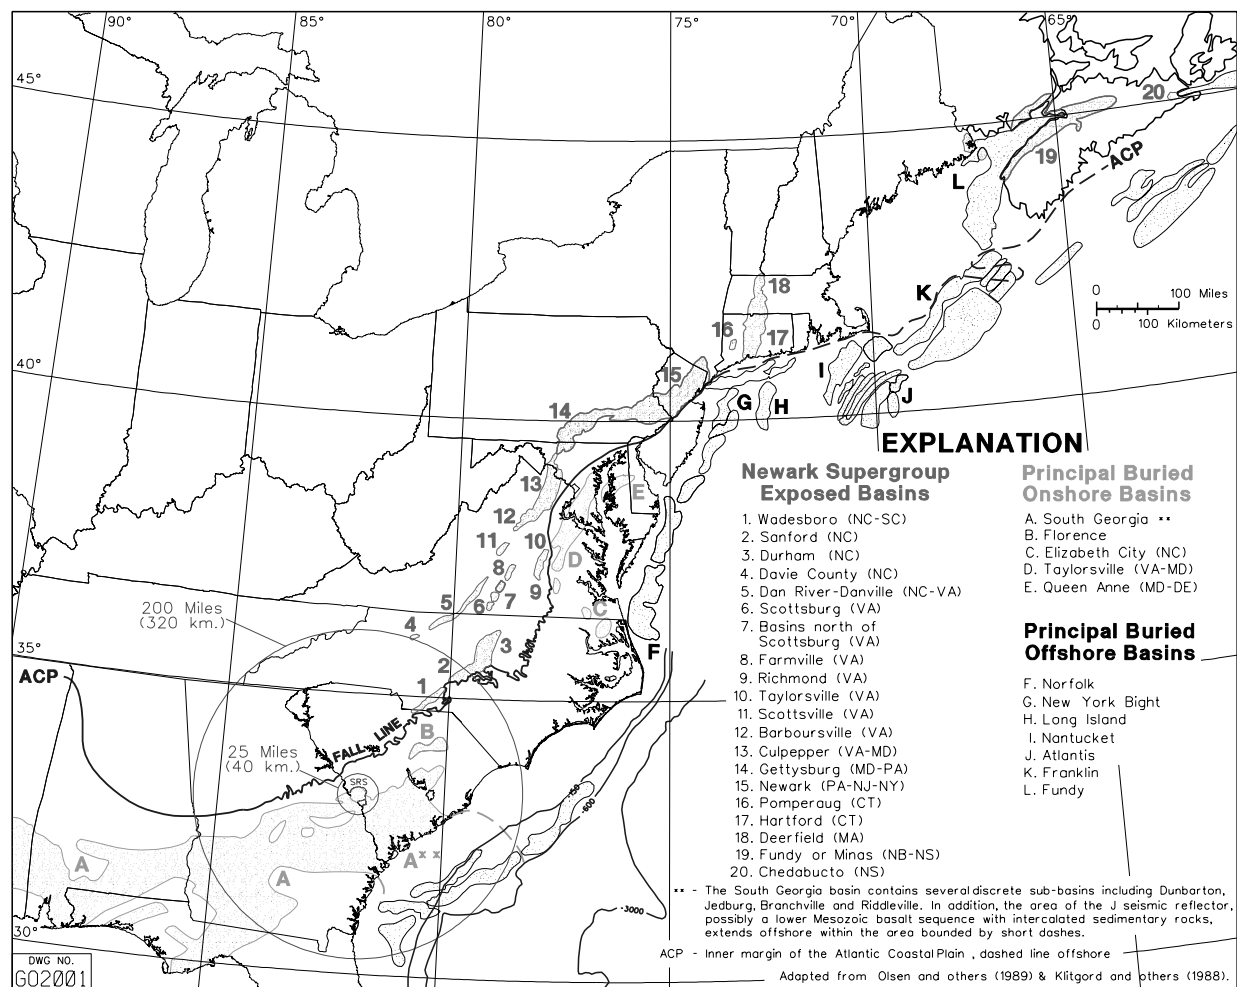 90°
85°
80°
75°
70°
65°
45°
20
19
ACP
L
18
K
0 100 Miles
0 100 Kilometers
16
17
40°
I
15
J
G
H
14
EXPLANATION
Newark Supergroup
Exposed Basins
1. Wadesboro (NC-SC)
2. Sanford (NC)
3. Durham (NC)
4. Davie County (NC)
5. Dan River-Danville (NC-VA)
6. Scottsburg (VA)
7. Basins north of
Scottsburg (VA)
8. Farmville (VA)
9. Richmond (VA)
10. Taylorsville (VA)
11. Scottsville (VA)
12. Barboursville (VA)
13. Culpepper (VA-MD)
14. Gettysburg (MD-PA)
15. Newark (PA-NJ-NY)
16. Pomperaug (CT)
17. Hartford (CT)
18. Deerfield (MA)
19. Fundy or Minas (NB-NS)
20. Chedabucto (NS)
Principal Buried
Onshore Basins
A. South Georgia **
B. Florence
C. Elizabeth City (NC)
D. Taylorsville (VA-MD)
E. Queen Anne (MD-DE)
Principal Buried
Offshore Basins
F. Norfolk
G. New York Bight
H. Long Island
I. Nantucket
J. Atlantis
K. Franklin
L. Fundy
13
E
12
11
10
D
8
9
7
6
5
C
4
200 Miles
(320 km.)
3
F
35°
2
ACP
1
FALL LINE
B
25 Miles
(40 km.)
SRS
-150
-600
A
A
Axx
-3000
30°
** - The South Georgia basin contains several discrete sub-basins including Dunbarton,
Jedburg, Branchville and Riddleville. In addition, the area of the J seismic reflector,
possibly a lower Mesozoic basalt sequence with intercalated sedimentary rocks,
extends offshore within the area bounded by short dashes.
ACP - Inner margin of the Atlantic Coastal Plain , dashed line offshore
Adapted from Olsen and others (1989) & Klitgord and others (1988).
DWG NO.
GO2001